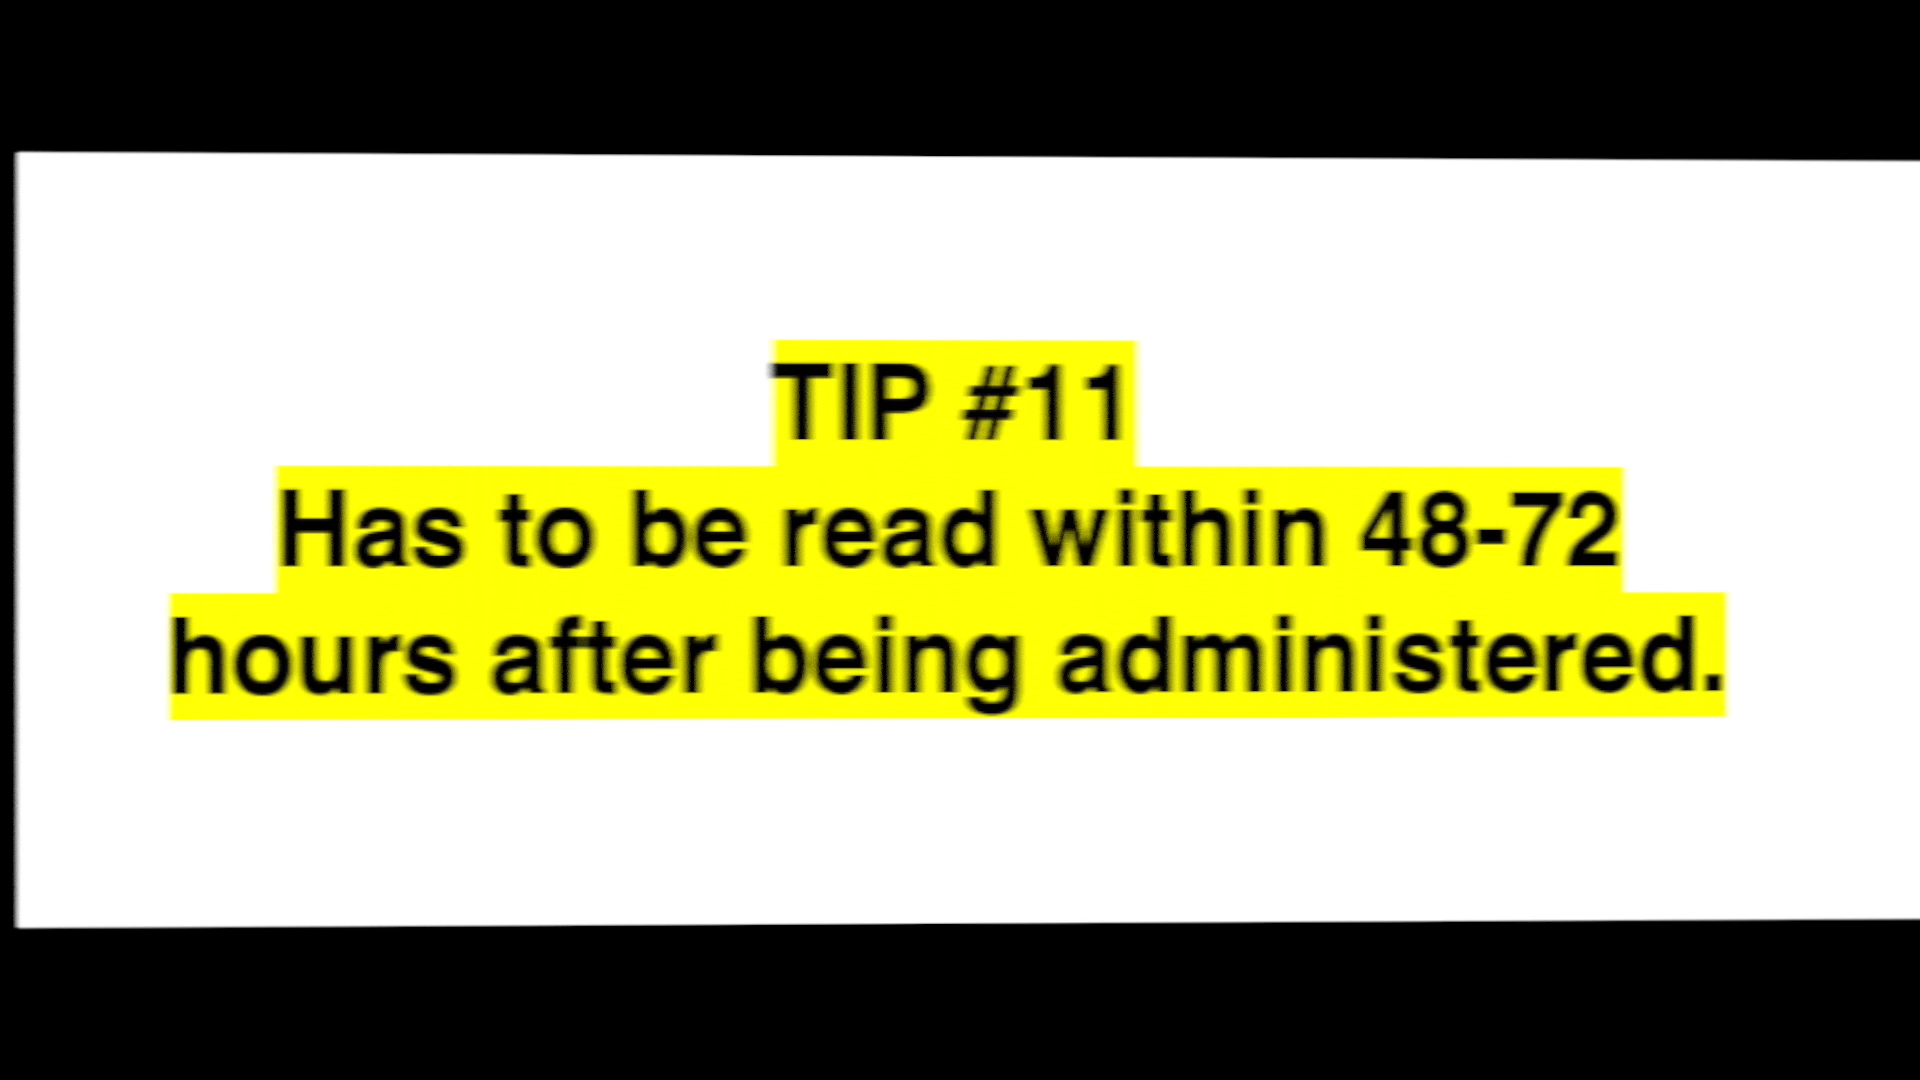 TIP #11
Has to be read within 48-72
hours after being administered.